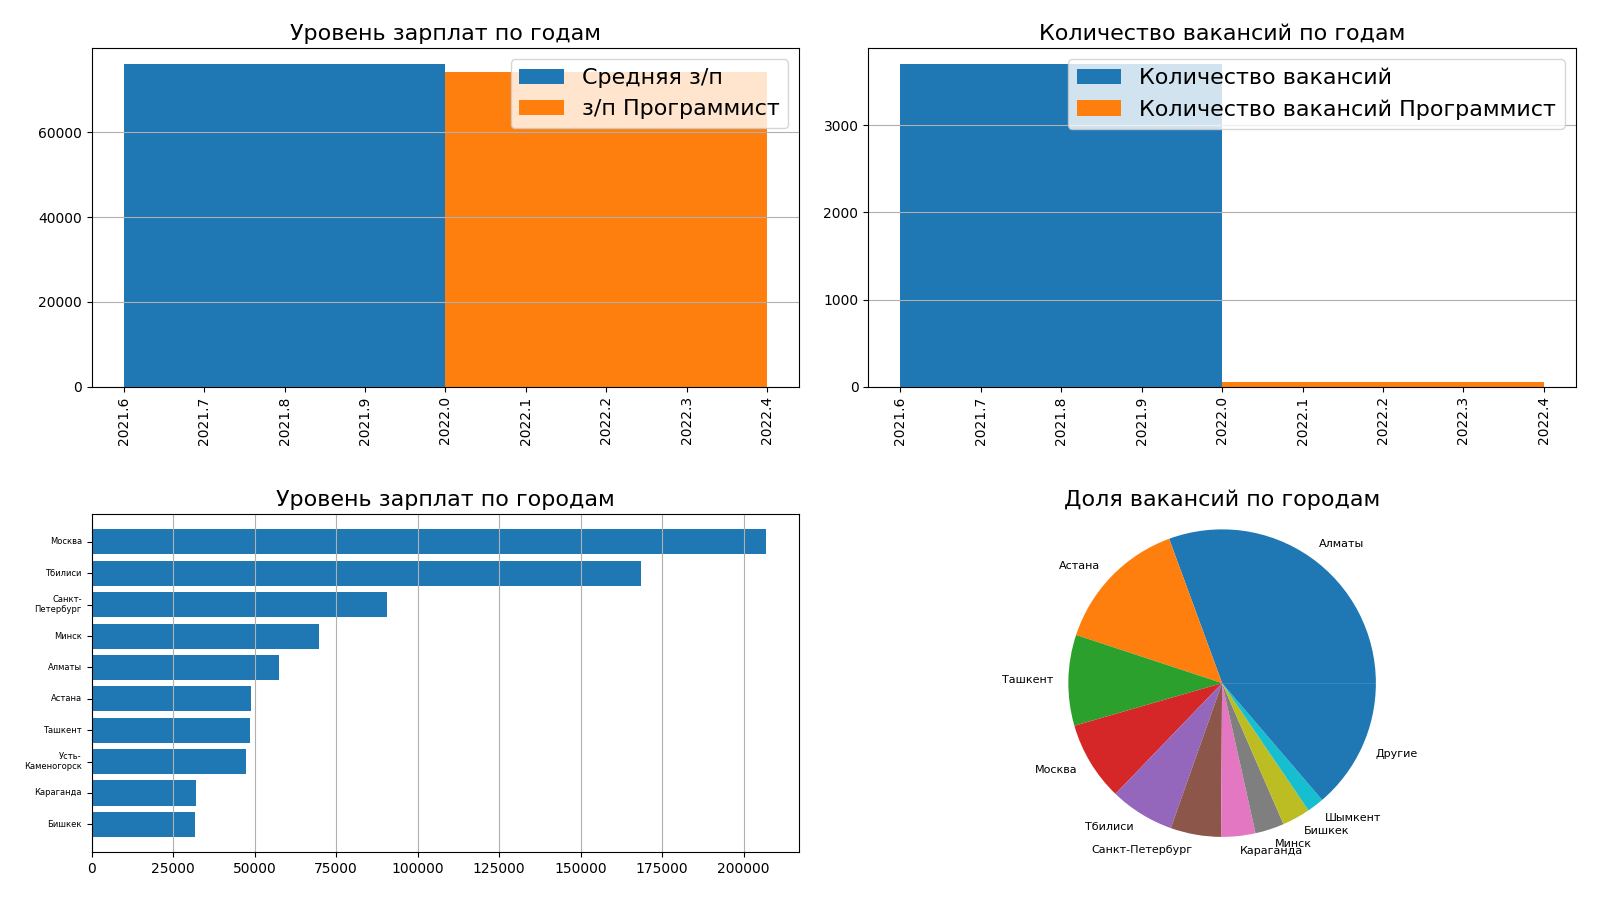 Уровень зарплат по годам
Средняя з/п
з/п Программист
60000
40000
20000
0
2021.6
2021.7
2021.8
2021.9
2022.0
2022.1
2022.2
2022.3
2022.4
Количество вакансий по годам
Количество вакансий
Количество вакансий Программист
3000
2000
1000
0
2021.6
2021.7
2021.8
2021.9
2022.0
2022.1
2022.2
2022.3
2022.4
Уровень зарплат по городам
Москва
Тбилиси
Санкт-
Петербург
Минск
Алматы
Астана
Ташкент
Усть-
Каменогорск
Караганда
Бишкек
0
25000
50000
75000
100000
125000
150000
175000
200000
Доля вакансий по городам
Алматы
Астана
Ташкент
Москва
Тбилиси
Санкт-Петербург
Караганда
Минск
Бишкек
Шымкент
Другие